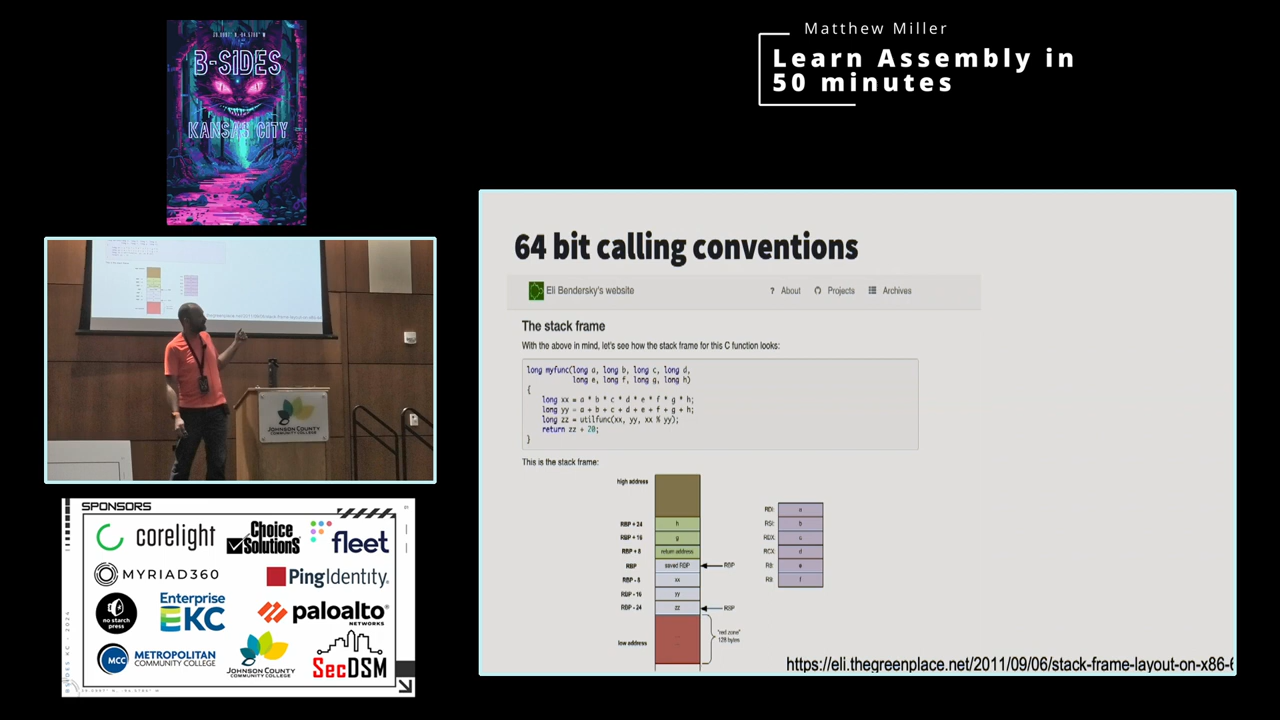 Matthew Miller
Learn Assembly in
50 minutes
B-SIDES
KANSAS CITY
JOHNSON COUNTY
COMMUNITY COLLEGE
SPONSORS
corelight
Choice
Solutions
fleet
MYRIAD360
PingIdentity.
no starch
press
Enterprise
KC
paloalto
NETWORKS
MCC
METROPOLITAN
COMMUNITY COLLEGE
JOHNSON COUNTY
COMMUNITY COLLEGE
SecDSM
64 bit calling conventions
Eli Bendersky's website
? About
Projects
Archives
The stack frame
With the above in mind, let's see how the stack frame for this C function looks:
long myfunc(long a, long b, long c, long d,
long e, long f, long g, long h)
{
long xx = a * b * c * d * e * f * g * h;
long yy = a + b + c + d + e + f + g + h;
long zz = utilfunc(xx, yy, xx % yy);
return zz + 20;
}
This is the stack frame:
high address
RBP + 24 h
RBP + 16 g
RBP + 8 return address
RBP saved RBP RBP
RBP - 8 xx
RBP - 16 yy
RBP - 24 zz
low address
"red zone"
128 bytes
RDI: a
RSI: b
RDX: c
RCX: d
R8: e
R9: f
https://eli.thegreenplace.net/2011/09/06/stack-frame-layout-on-x86-6